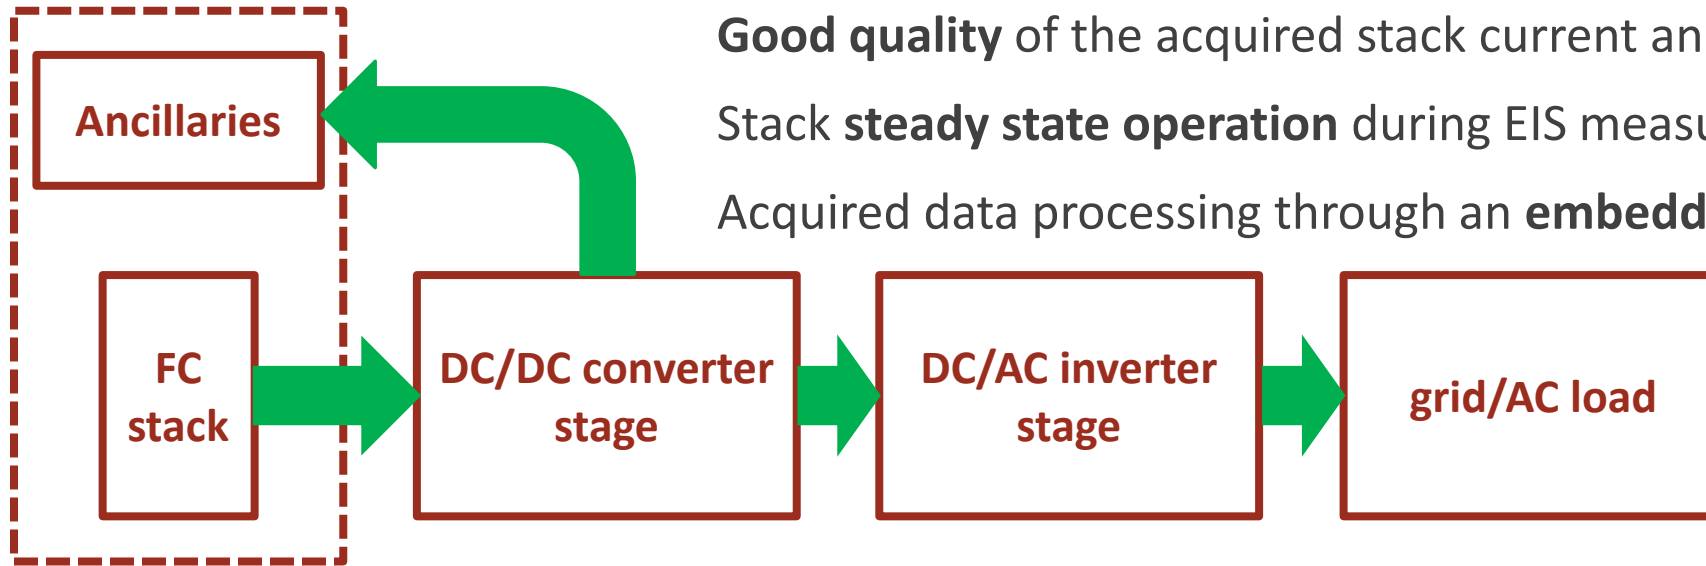 Good quality of the acquired stack current an
Stack steady state operation during EIS measu
Acquired data processing through an embedd
Ancillaries
FC
stack
DC/DC converter
stage
DC/AC inverter
stage
grid/AC load